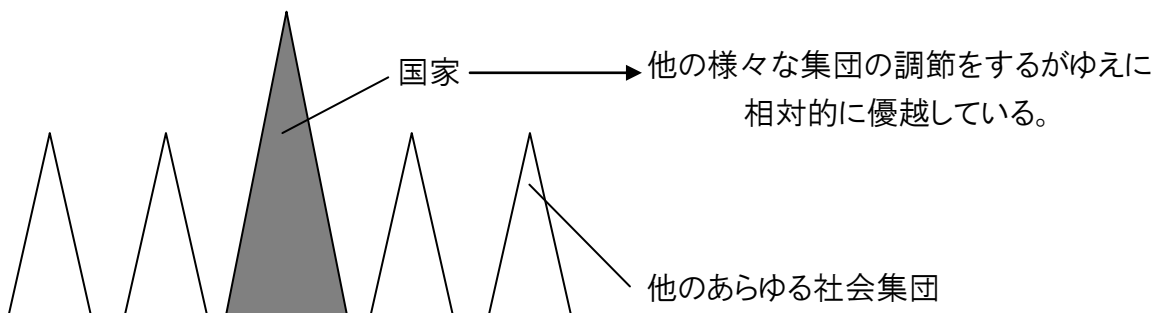 国家
他の様々な集団の調節をするがゆえに
相対的に優越している。
他のあらゆる社会集団